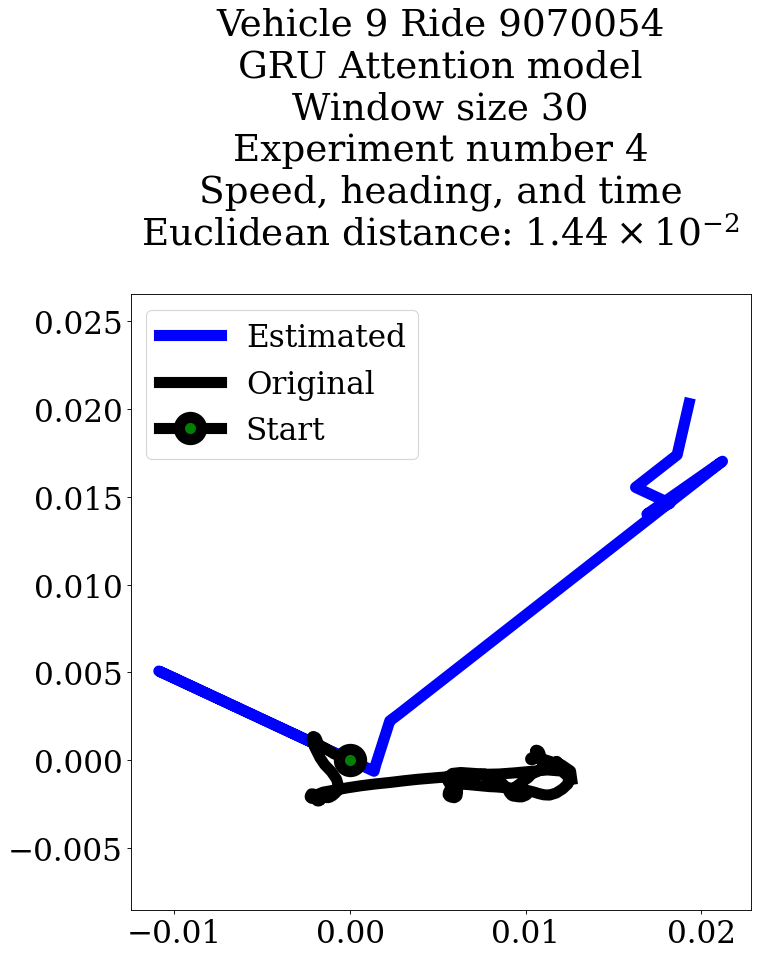 Vehicle 9 Ride 9070054
GRU Attention model
Window size 30
Experiment number 4
Speed, heading, and time
Euclidean distance: 1.44 × 10⁻²
Estimated
Original
Start
0.025
0.020
0.015
0.010
0.005
0.000
−0.005
−0.01 0.00 0.01 0.02